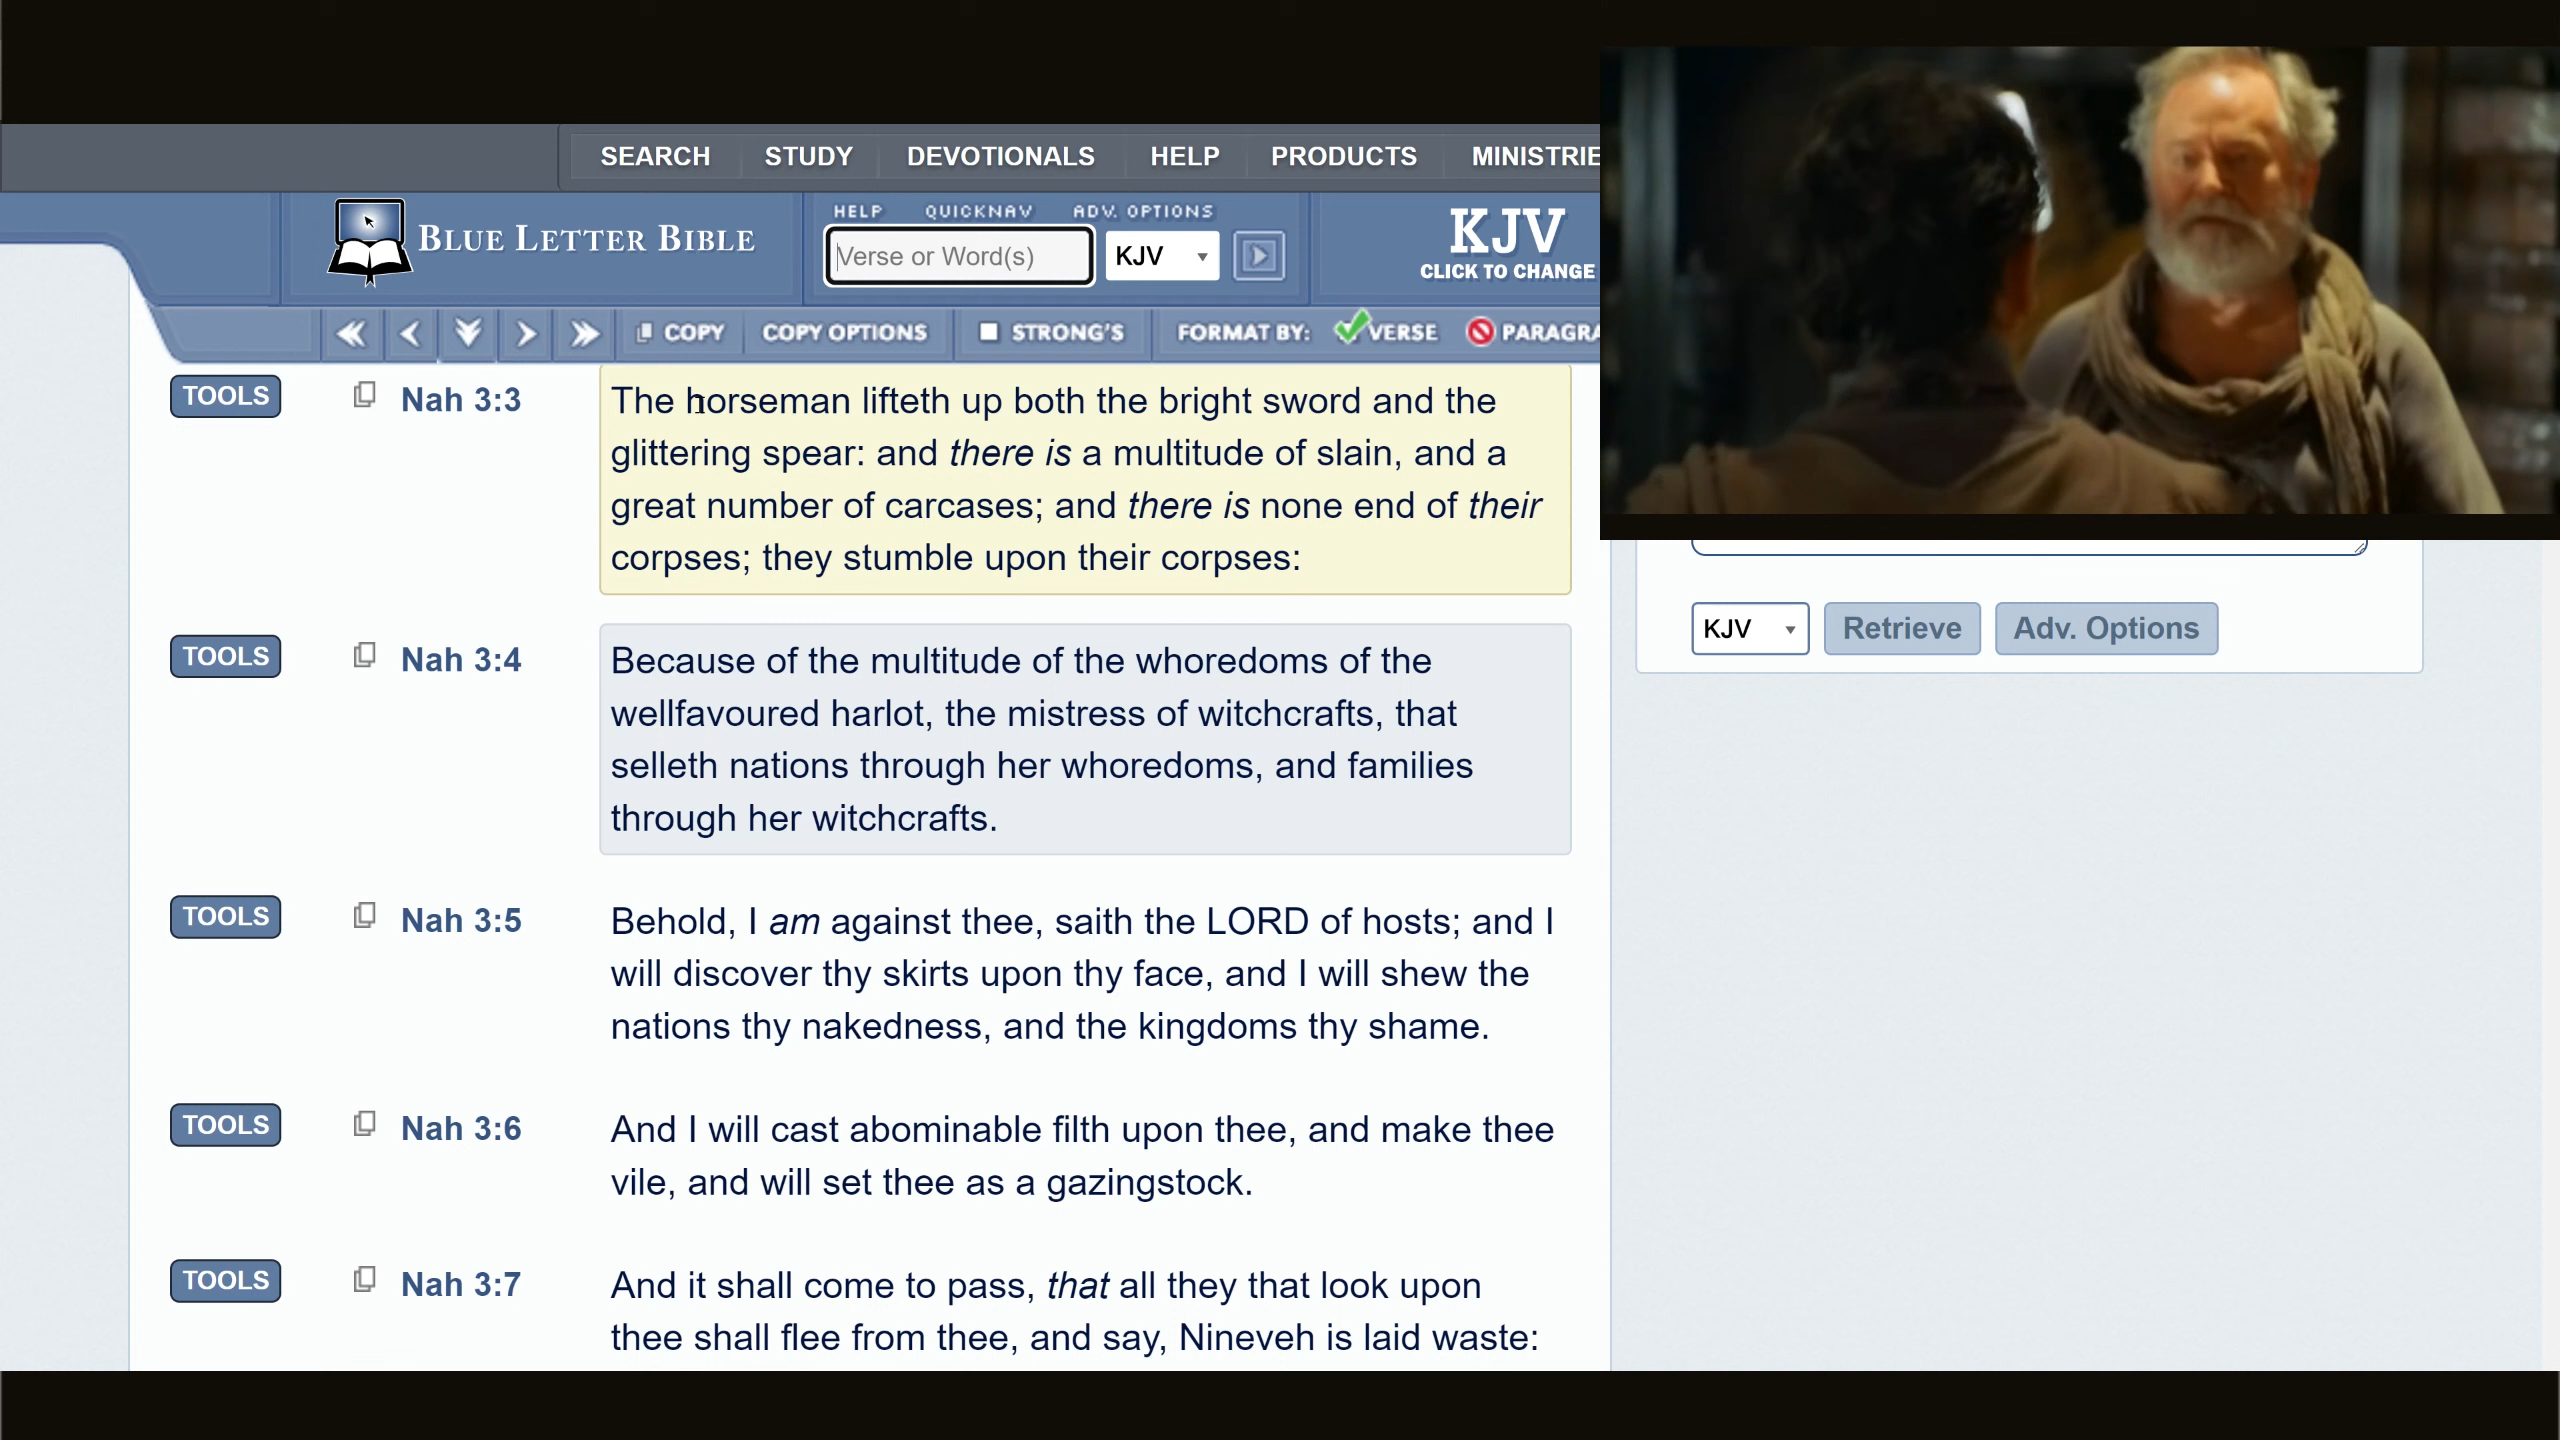 SEARCH STUDY DEVOTIONALS HELP PRODUCTS MINISTRIE
BLUE LETTER BIBLE
HELP QUICKNAV ADV. OPTIONS
Verse or Word(s) KJV
KJV
CLICK TO CHANGE
COPY COPY OPTIONS STRONG'S FORMAT BY: VERSE PARAGRA
TOOLS Nah 3:3 The horseman lifteth up both the bright sword and the
glittering spear: and there is a multitude of slain, and a
great number of carcases; and there is none end of their
corpses; they stumble upon their corpses:
TOOLS Nah 3:4 Because of the multitude of the whoredoms of the
wellfavoured harlot, the mistress of witchcrafts, that
selleth nations through her whoredoms, and families
through her witchcrafts.
TOOLS Nah 3:5 Behold, I am against thee, saith the LORD of hosts; and I
will discover thy skirts upon thy face, and I will shew the
nations thy nakedness, and the kingdoms thy shame.
TOOLS Nah 3:6 And I will cast abominable filth upon thee, and make thee
vile, and will set thee as a gazingstock.
TOOLS Nah 3:7 And it shall come to pass, that all they that look upon
thee shall flee from thee, and say, Nineveh is laid waste:
KJV Retrieve Adv. Options